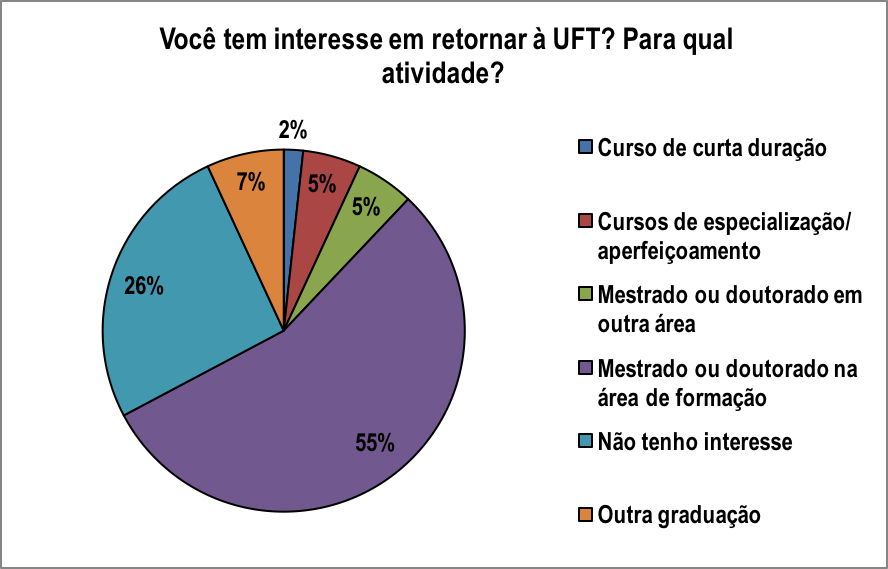 Você tem interesse em retornar à UFT? Para qual
atividade?
2%
5%
5%
7%
26%
55%
Curso de curta duração
Cursos de especialização/
aperfeiçoamento
Mestrado ou doutorado em
outra área
Mestrado ou doutorado na
área de formação
Não tenho interesse
Outra graduação